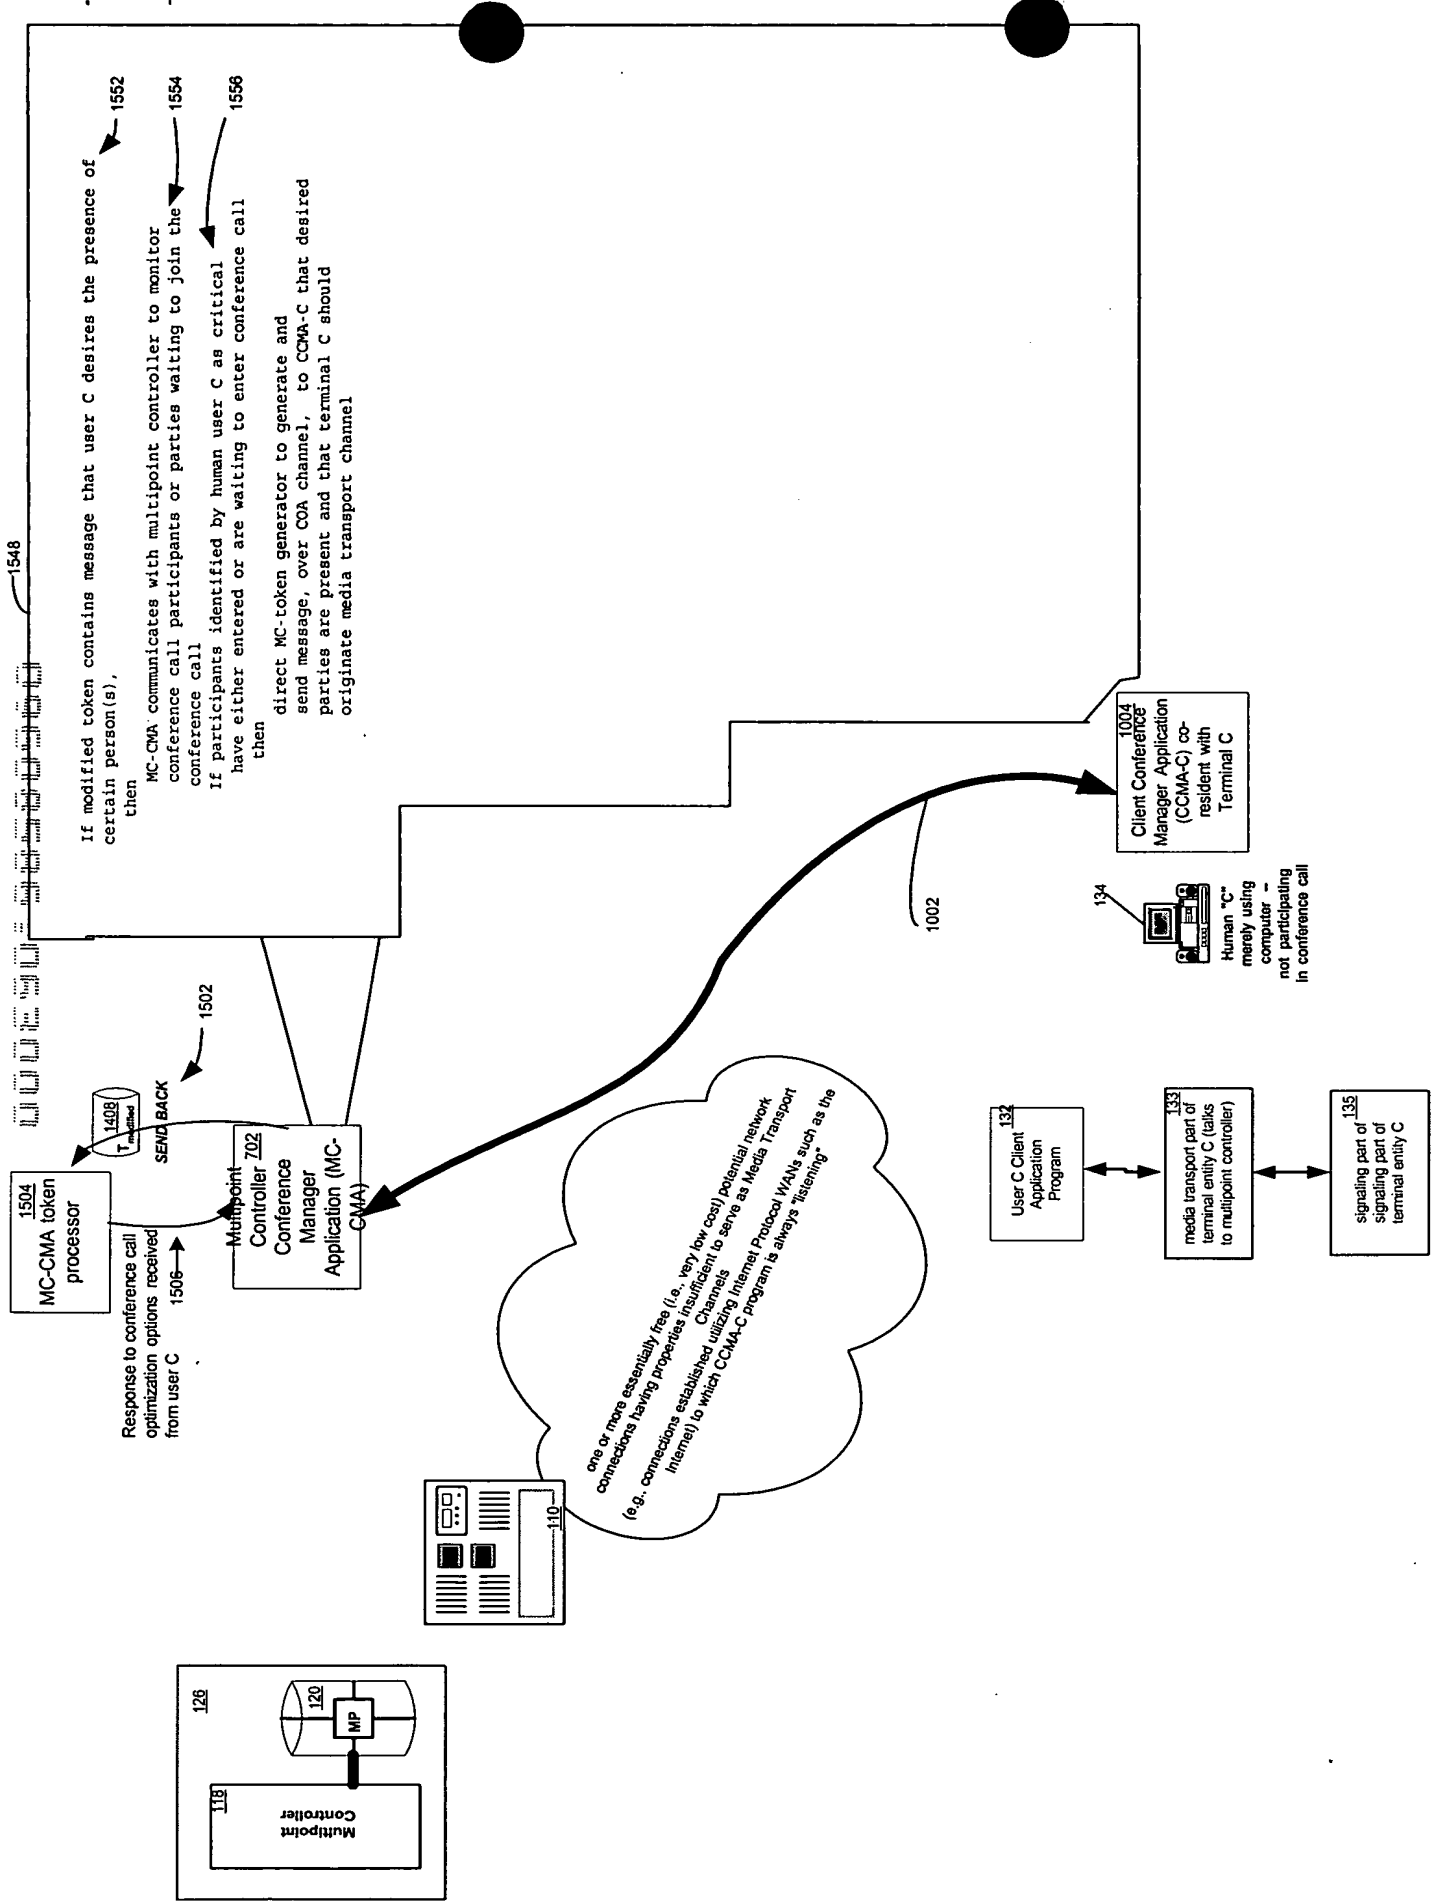 1548
If modified token contains message that user C desires the presence of
certain person(s),
then
1552
MC-CMA communicates with multipoint controller to monitor
conference call participants or parties waiting to join the
conference call
1554
If participants identified by human user C as critical
have either entered or are waiting to enter conference call
then
1556
direct MC-token generator to generate and
send message, over COA channel, to CCMA-C that desired
parties are present and that terminal C should
originate media transport channel
1504
MC-CMA token
processor
1408
T modified
SEND BACK
1502
Response to conference call
optimization options received
from user C
1506
Multipoint
Controller 702
Conference
Manager
Application (MC-
CMA)
126
118
Multipoint
Controller
120
MP
110
one or more essentially free (i.e., very low cost) potential network
connections having properties insufficient to serve as Media Transport
Channels
(e.g., connections established utilizing Internet Protocol WANs such as the
Internet) to which CCMA-C program is always "listening"
1002
1004
Client Conference
Manager Application
(CCMA-C) co-
resident with
Terminal C
134
Human "C"
merely using
computer –
not participating
in conference call
132
User C Client
Application
Program
133
media transport part of
terminal entity C (talks
to multipoint controller)
135
signaling part of
signaling part of
terminal entity C